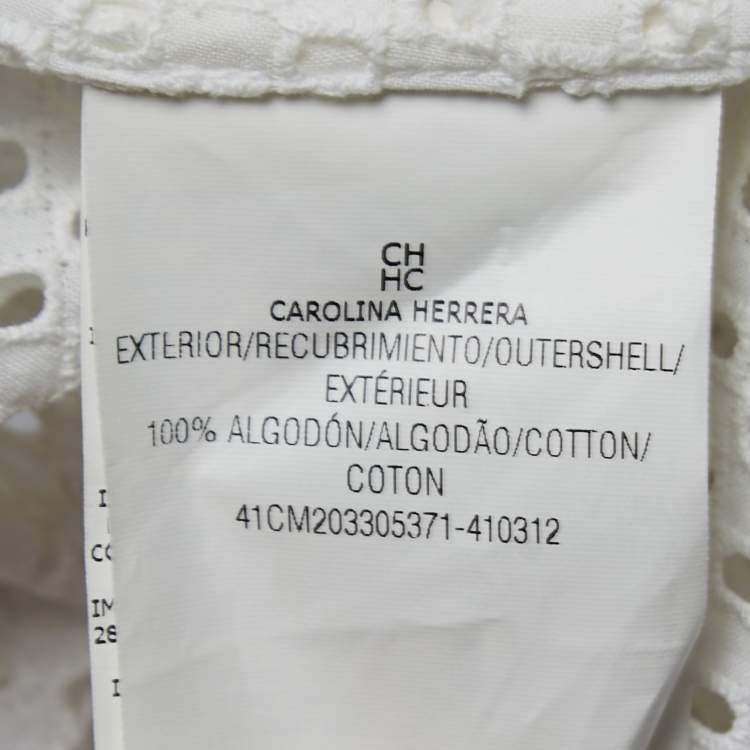 CH
HC
CAROLINA HERRERA
EXTERIOR/RECUBRIMIENTO/OUTERSHELL/
EXTÉRIEUR
100% ALGODÓN/ALGODÃO/COTTON/
COTON
41CM203305371-410312